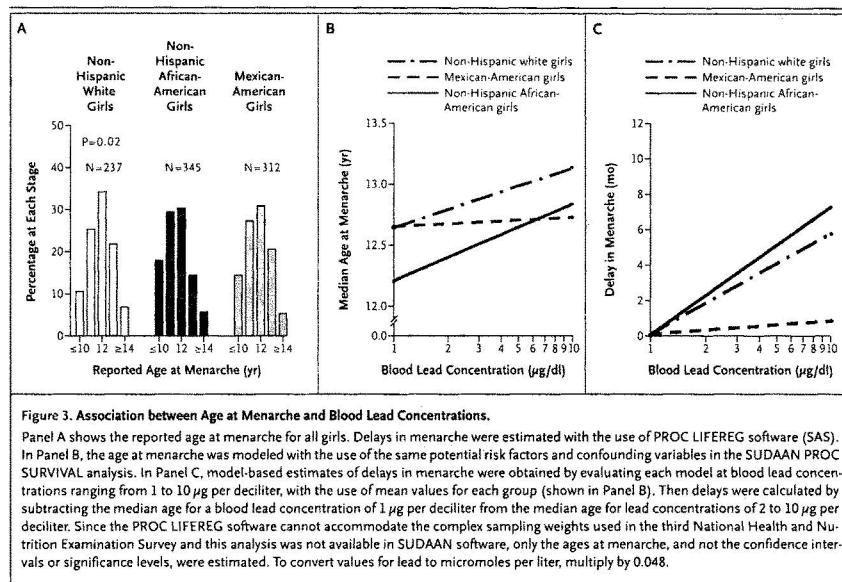 A
Non-
Hispanic
White
Girls
Non-
Hispanic
African-
American
Girls
Mexican-
American
Girls
50
40
30
20
10
0
P=0.02
N=237
N=345
N=312
Percentage at Each Stage
≤10 12 ≥14 ≤10 12 ≥14 ≤10 12 ≥14
Reported Age at Menarche (yr)
B
Non-Hispanic white girls
Mexican-American girls
Non-Hispanic African-
American girls
13.5
13.0
12.5
12.0
0.0
Median Age at Menarche (yr)
1 2 3 4 5 6 7 8 9 10
Blood Lead Concentration (µg/dl)
C
Non-Hispanic white girls
Mexican-American girls
Non-Hispanic African-
American girls
12
10
8
6
4
2
0
Delay in Menarche (mo)
1 2 3 4 5 6 7 8 9 10
Blood Lead Concentration (µg/dl)
Figure 3. Association between Age at Menarche and Blood Lead Concentrations.
Panel A shows the reported age at menarche for all girls. Delays in menarche were estimated with the use of PROC LIFEREG software (SAS).
In Panel B, the age at menarche was modeled with the use of the same potential risk factors and confounding variables in the SUDAAN PROC
SURVIVAL analysis. In Panel C, model-based estimates of delays in menarche were obtained by evaluating each model at blood lead concen-
trations ranging from 1 to 10 µg per deciliter, with the use of mean values for each group (shown in Panel B). Then delays were calculated by
subtracting the median age for a blood lead concentration of 1 µg per deciliter from the median age for lead concentrations of 2 to 10 µg per
deciliter. Since the PROC LIFEREG software cannot accommodate the complex sampling weights used in the third National Health and Nu-
trition Examination Survey and this analysis was not available in SUDAAN software, only the ages at menarche, and not the confidence inter-
vals or significance levels, were estimated. To convert values for lead to micromoles per liter, multiply by 0.048.